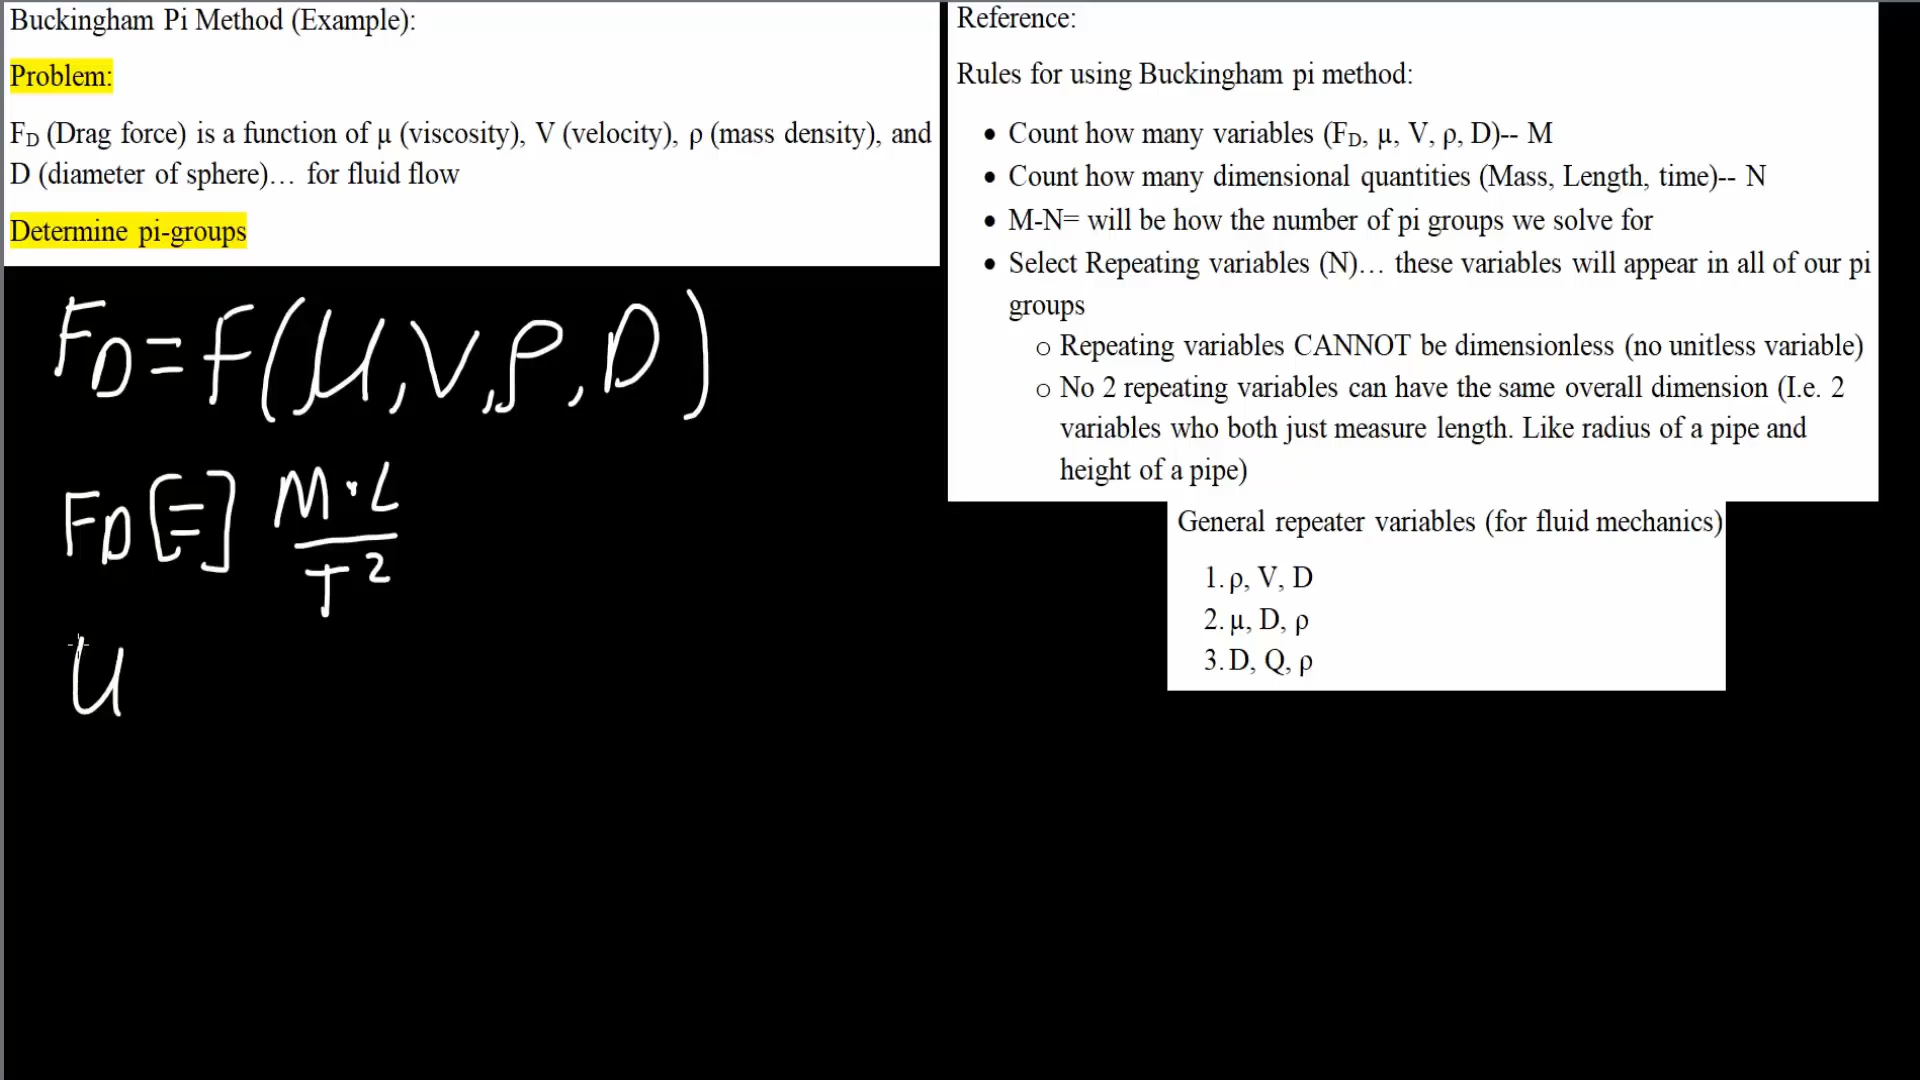 Buckingham Pi Method (Example):
Problem:
F_D (Drag force) is a function of μ (viscosity), V (velocity), ρ (mass density), and
D (diameter of sphere)… for fluid flow
Determine pi-groups
F_D = f(μ, V, ρ, D)
F_D [=] M·L / T²
μ
Reference:
Rules for using Buckingham pi method:
• Count how many variables (F_D, μ, V, ρ, D)-- M
• Count how many dimensional quantities (Mass, Length, time)-- N
• M-N= will be how the number of pi groups we solve for
• Select Repeating variables (N)… these variables will appear in all of our pi
groups
o Repeating variables CANNOT be dimensionless (no unitless variable)
o No 2 repeating variables can have the same overall dimension (I.e. 2
variables who both just measure length. Like radius of a pipe and
height of a pipe)
General repeater variables (for fluid mechanics)
1. ρ, V, D
2. μ, D, ρ
3. D, Q, ρ